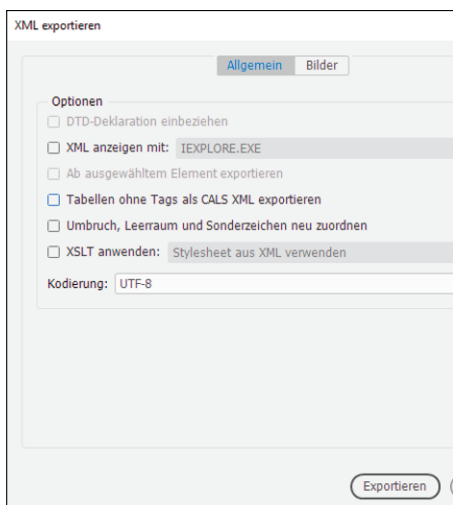 XML exportieren
Allgemein Bilder
Optionen
DTD-Deklaration einbeziehen
XML anzeigen mit: IEXPLORE.EXE
Ab ausgewähltem Element exportieren
Tabellen ohne Tags als CALS XML exportieren
Umbruch, Leerraum und Sonderzeichen neu zuordnen
XSLT anwenden: Stylesheet aus XML verwenden
Kodierung: UTF-8
Exportieren